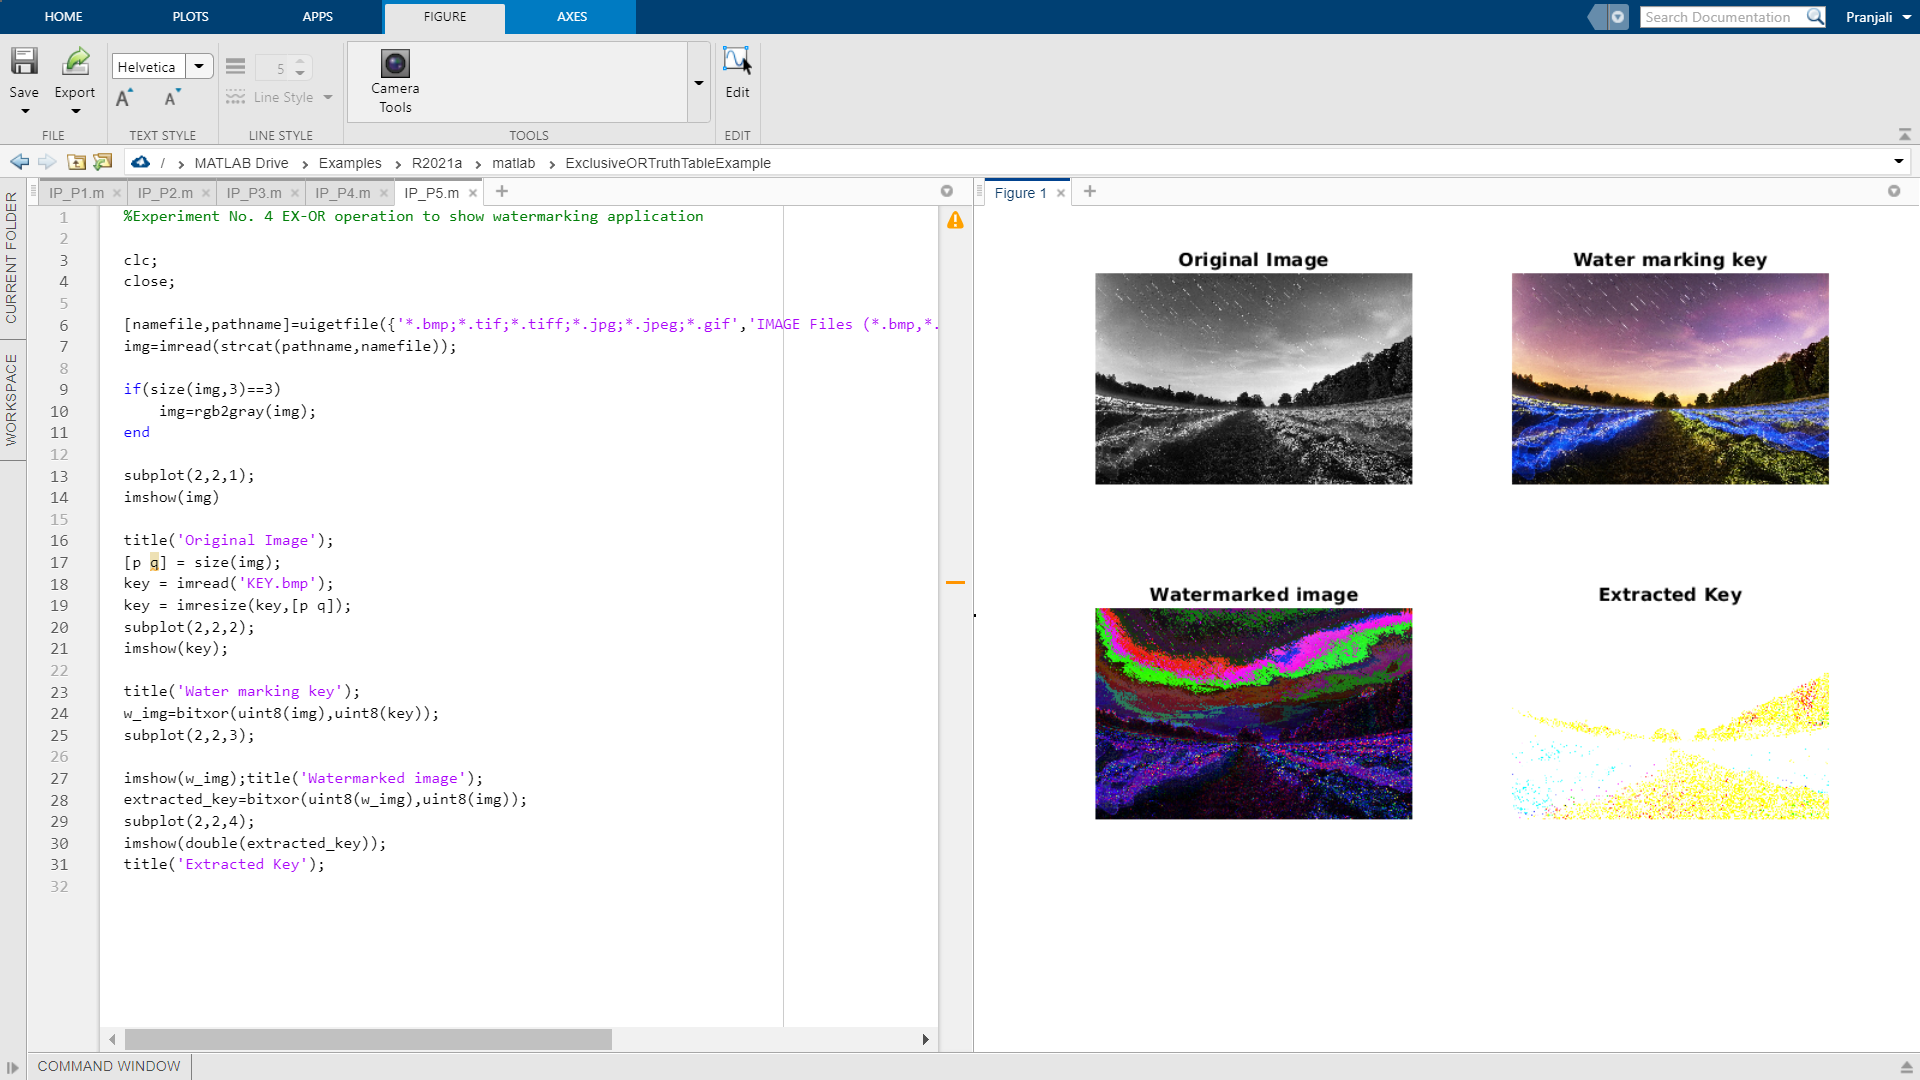 HOME PLOTS APPS FIGURE AXES Search Documentation Pranjali
Helvetica 5
Save Export Line Style Camera Tools Edit
FILE TEXT STYLE LINE STYLE TOOLS EDIT
/ MATLAB Drive Examples R2021a matlab ExclusiveORTruthTableExample
CURRENT FOLDER
WORKSPACE
IP_P1.m IP_P2.m IP_P3.m IP_P4.m IP_P5.m
1 %Experiment No. 4 EX-OR operation to show watermarking application
2
3 clc;
4 close;
5
6 [namefile,pathname]=uigetfile({'*.bmp;*.tif;*.tiff;*.jpg;*.jpeg;*.gif','IMAGE Files (*.bmp,*.
7 img=imread(strcat(pathname,namefile));
8
9 if(size(img,3)==3)
10 img=rgb2gray(img);
11 end
12
13 subplot(2,2,1);
14 imshow(img)
15
16 title('Original Image');
17 [p q] = size(img);
18 key = imread('KEY.bmp');
19 key = imresize(key,[p q]);
20 subplot(2,2,2);
21 imshow(key);
22
23 title('Water marking key');
24 w_img=bitxor(uint8(img),uint8(key));
25 subplot(2,2,3);
26
27 imshow(w_img);title('Watermarked image');
28 extracted_key=bitxor(uint8(w_img),uint8(img));
29 subplot(2,2,4);
30 imshow(double(extracted_key));
31 title('Extracted Key');
32
Figure 1
Original Image
Water marking key
Watermarked image
Extracted Key
COMMAND WINDOW